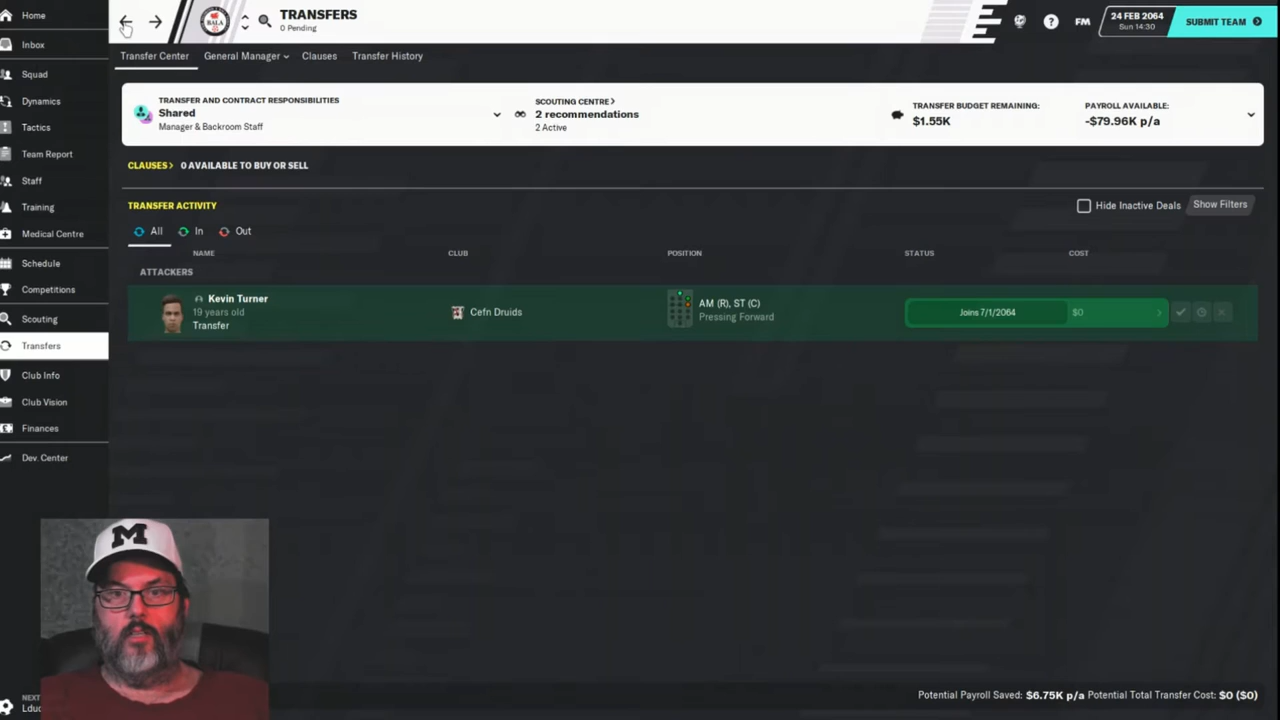 Home
Inbox
Squad
Dynamics
Tactics
Team Report
Staff
Training
Medical Centre
Schedule
Competitions
Scouting
Transfers
Club Info
Club Vision
Finances
Dev. Center
NEXT
Lduc
BALA
TRANSFERS
0 Pending
FM
24 FEB 2064
Sun 14:30
SUBMIT TEAM
Transfer Center
General Manager
Clauses
Transfer History
TRANSFER AND CONTRACT RESPONSIBILITIES
Shared
Manager & Backroom Staff
SCOUTING CENTRE
2 recommendations
2 Active
TRANSFER BUDGET REMAINING:
$1.55K
PAYROLL AVAILABLE:
-$79.96K p/a
CLAUSES 0 AVAILABLE TO BUY OR SELL
TRANSFER ACTIVITY
Hide Inactive Deals
Show Filters
All In Out
NAME CLUB POSITION STATUS COST
ATTACKERS
Kevin Turner
19 years old
Transfer
Cefn Druids
AM (R), ST (C)
Pressing Forward
Joins 7/1/2064
$0
M
Potential Payroll Saved: $6.75K p/a Potential Total Transfer Cost: $0 ($0)